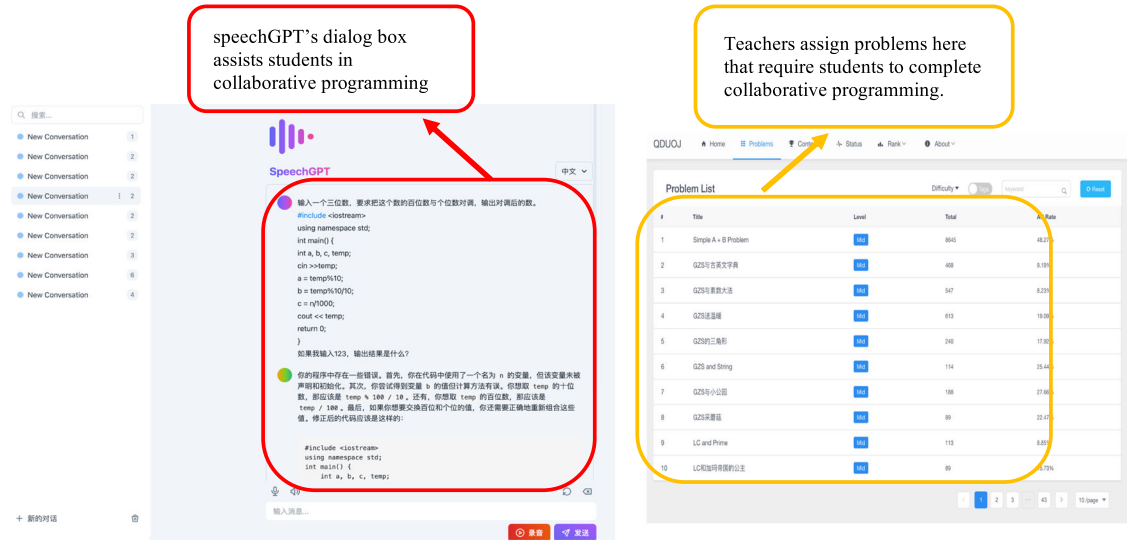 speechGPT's dialog box
assists students in
collaborative programming
Teachers assign problems here
that require students to complete
collaborative programming.
搜索...
New Conversation 1
New Conversation 2
New Conversation 2
New Conversation 2
New Conversation 2
New Conversation 2
New Conversation 3
New Conversation 6
New Conversation 4
+ 新的对话
SpeechGPT
中文
输入一个三位数，要求把这个数的百位数与个位数对调，输出对调后的数。
#include <iostream>
using namespace std;
int main() {
int a, b, c, temp;
cin >>temp;
a = temp%10;
b = temp%10/10;
c = n/1000;
cout << temp;
return 0;
}
如果我输入123，输出结果是什么?
你的程序中存在一些错误。首先，你在代码中使用了一个名为 n 的变量，但该变量未被
声明和初始化。其次，你尝试得到变量 b 的值但计算方法有误。你想取 temp 的十位
数，那应该是 temp % 100 / 10 。还有，你想取 temp 的百位数，那应该是
temp / 100 。最后，如果你想要交换百位和个位的值，你还需要正确地重新组合这些
值。修正后的代码应该是这样的：
#include <iostream>
using namespace std;
int main() {
int a, b, c, temp;
输入消息...
录音
发送
QDUOJ Home Problems Status Rank About
Problem List Difficulty Tags Keyword Reset
# Title Level Total
1 Simple A + B Problem Mid 8645
2 GZS与古英文字典 Mid 468 9.19%
3 GZS与素数大法 Mid 547 8.23%
4 GZS送温暖 Mid 613
5 GZS的三角形 Mid 240
6 GZS and String Mid 114
7 GZS与小公园 Mid 188
8 GZS采蘑菇 Mid 99
9 LC and Prime Mid 113
10 LC和加玛帝国的公主 Mid 89
1 2 3 ··· 43 10 /page